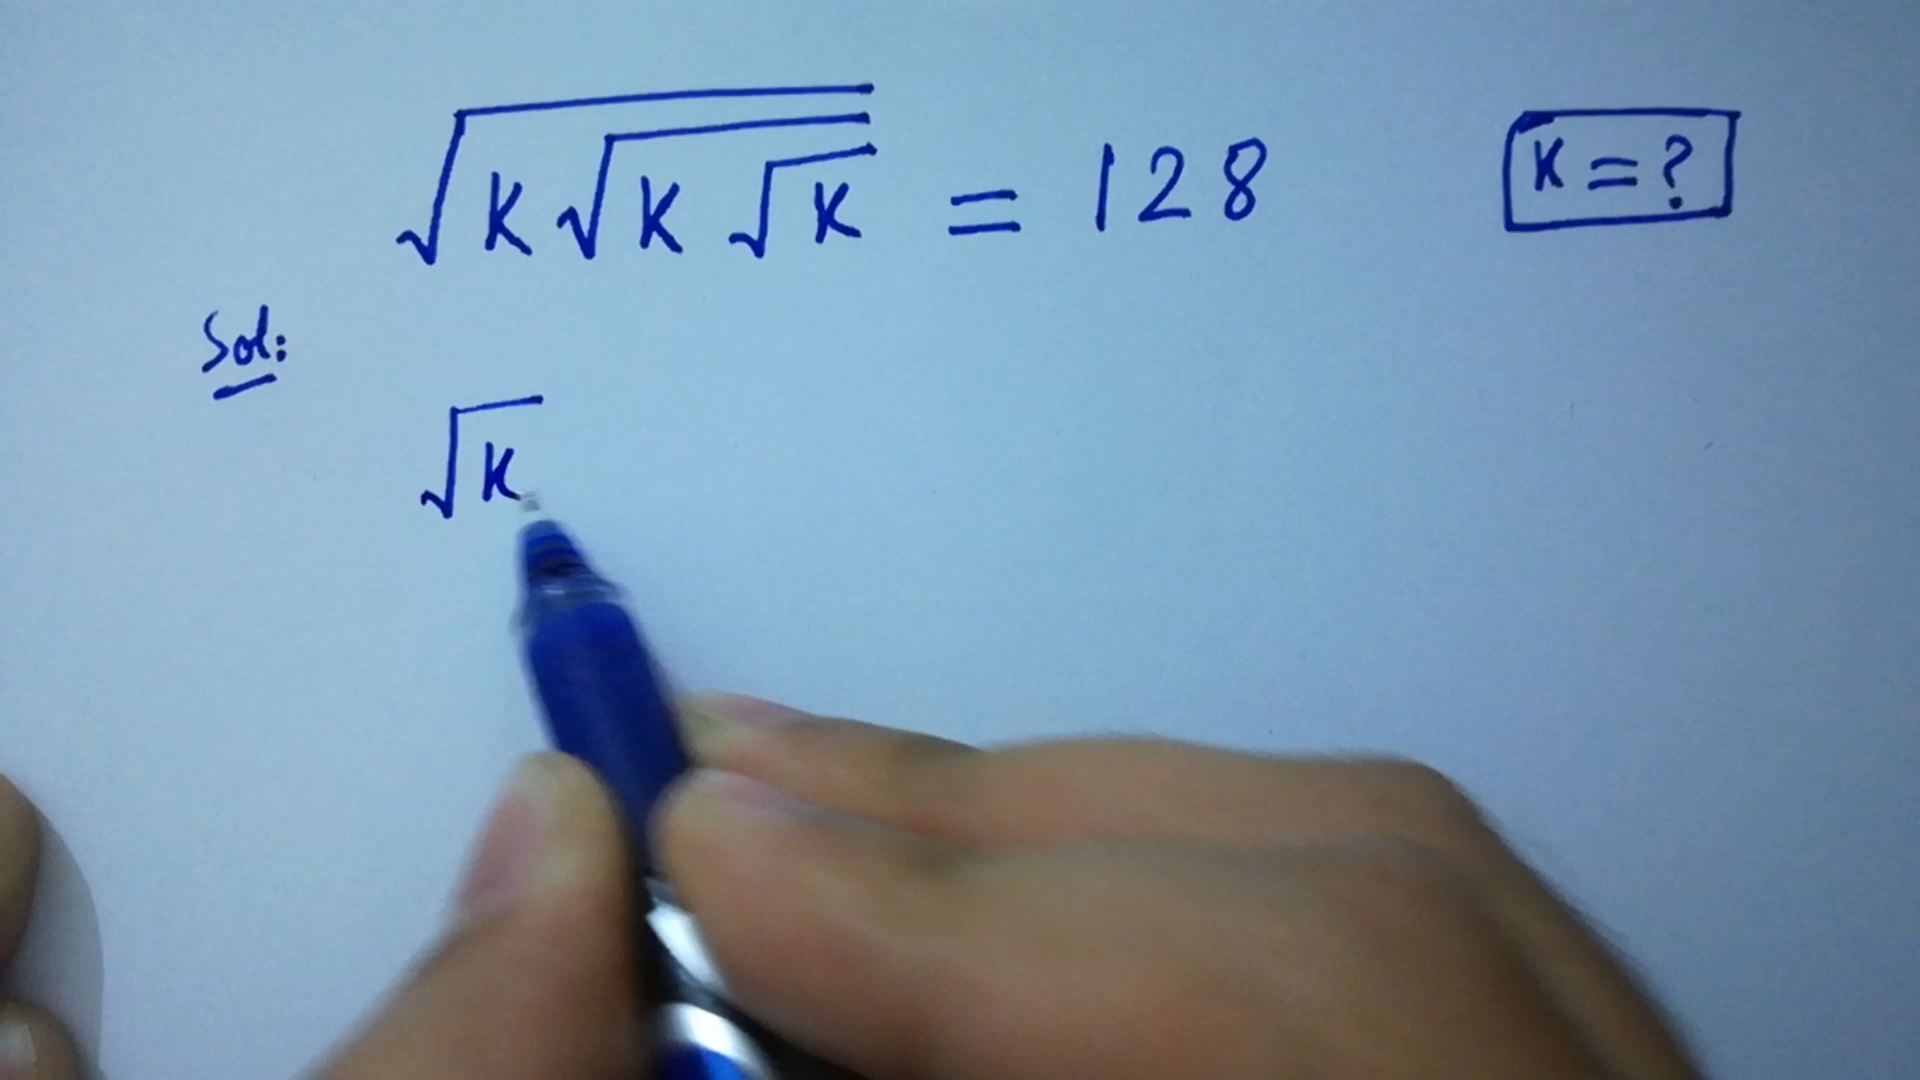 √(K√(K√K)) = 128
K = ?
Sol:
√K